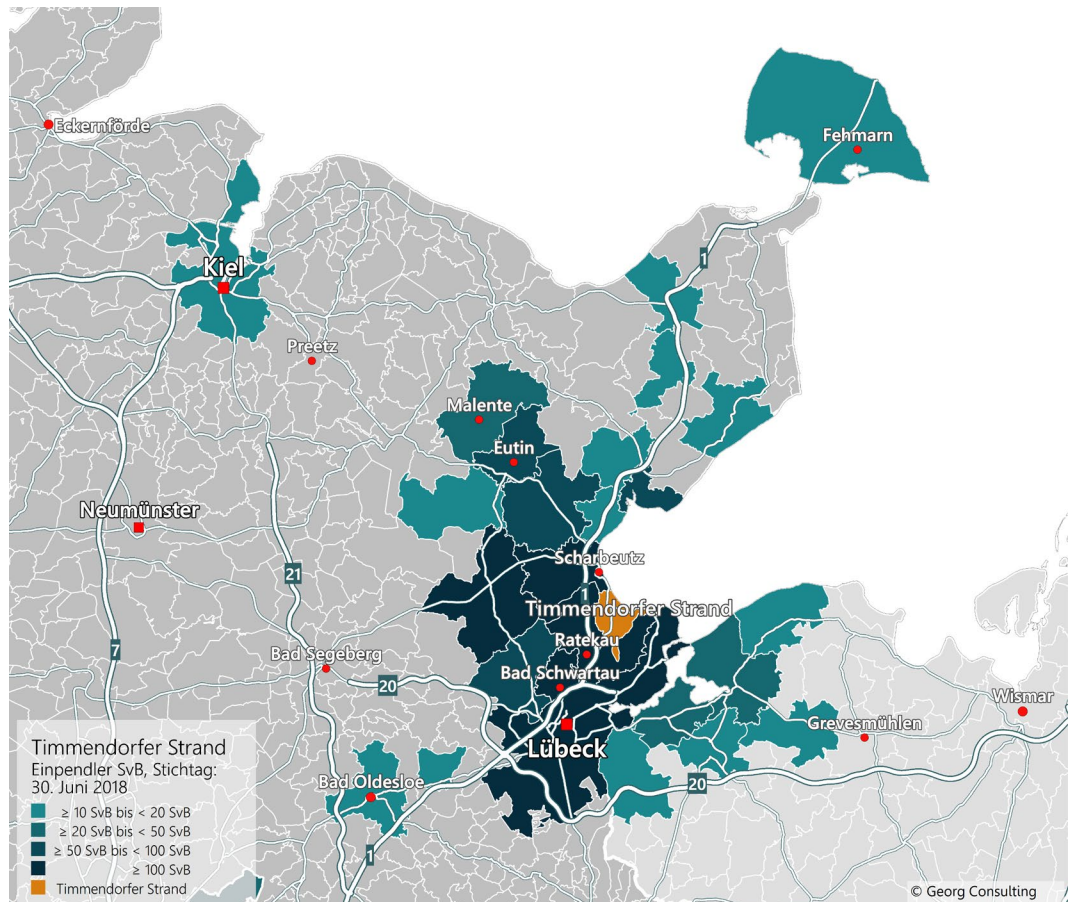 Eckernförde
Fehmarn
1
Kiel
Preetz
Malente
Eutin
Neumünster
Scharbeutz
21
1
Timmendorfer Strand
7
Ratekau
Bad Segeberg
Bad Schwartau
20
Wismar
Lübeck
Grevesmühlen
Bad Oldesloe
20
1
Timmendorfer Strand
Einpendler SvB, Stichtag:
30. Juni 2018
≥ 10 SvB bis < 20 SvB
≥ 20 SvB bis < 50 SvB
≥ 50 SvB bis < 100 SvB
≥ 100 SvB
Timmendorfer Strand
© Georg Consulting